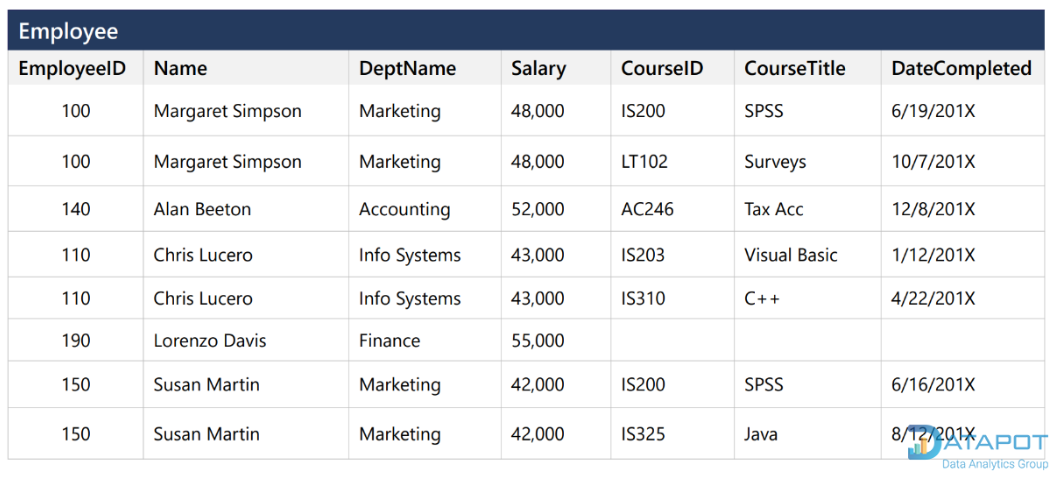 Employee
EmployeeID Name DeptName Salary CourseID CourseTitle DateCompleted
100 Margaret Simpson Marketing 48,000 IS200 SPSS 6/19/201X
100 Margaret Simpson Marketing 48,000 LT102 Surveys 10/7/201X
140 Alan Beeton Accounting 52,000 AC246 Tax Acc 12/8/201X
110 Chris Lucero Info Systems 43,000 IS203 Visual Basic 1/12/201X
110 Chris Lucero Info Systems 43,000 IS310 C++ 4/22/201X
190 Lorenzo Davis Finance 55,000
150 Susan Martin Marketing 42,000 IS200 SPSS 6/16/201X
150 Susan Martin Marketing 42,000 IS325 Java 8/12/201X
DATAPOT
Data Analytics Group